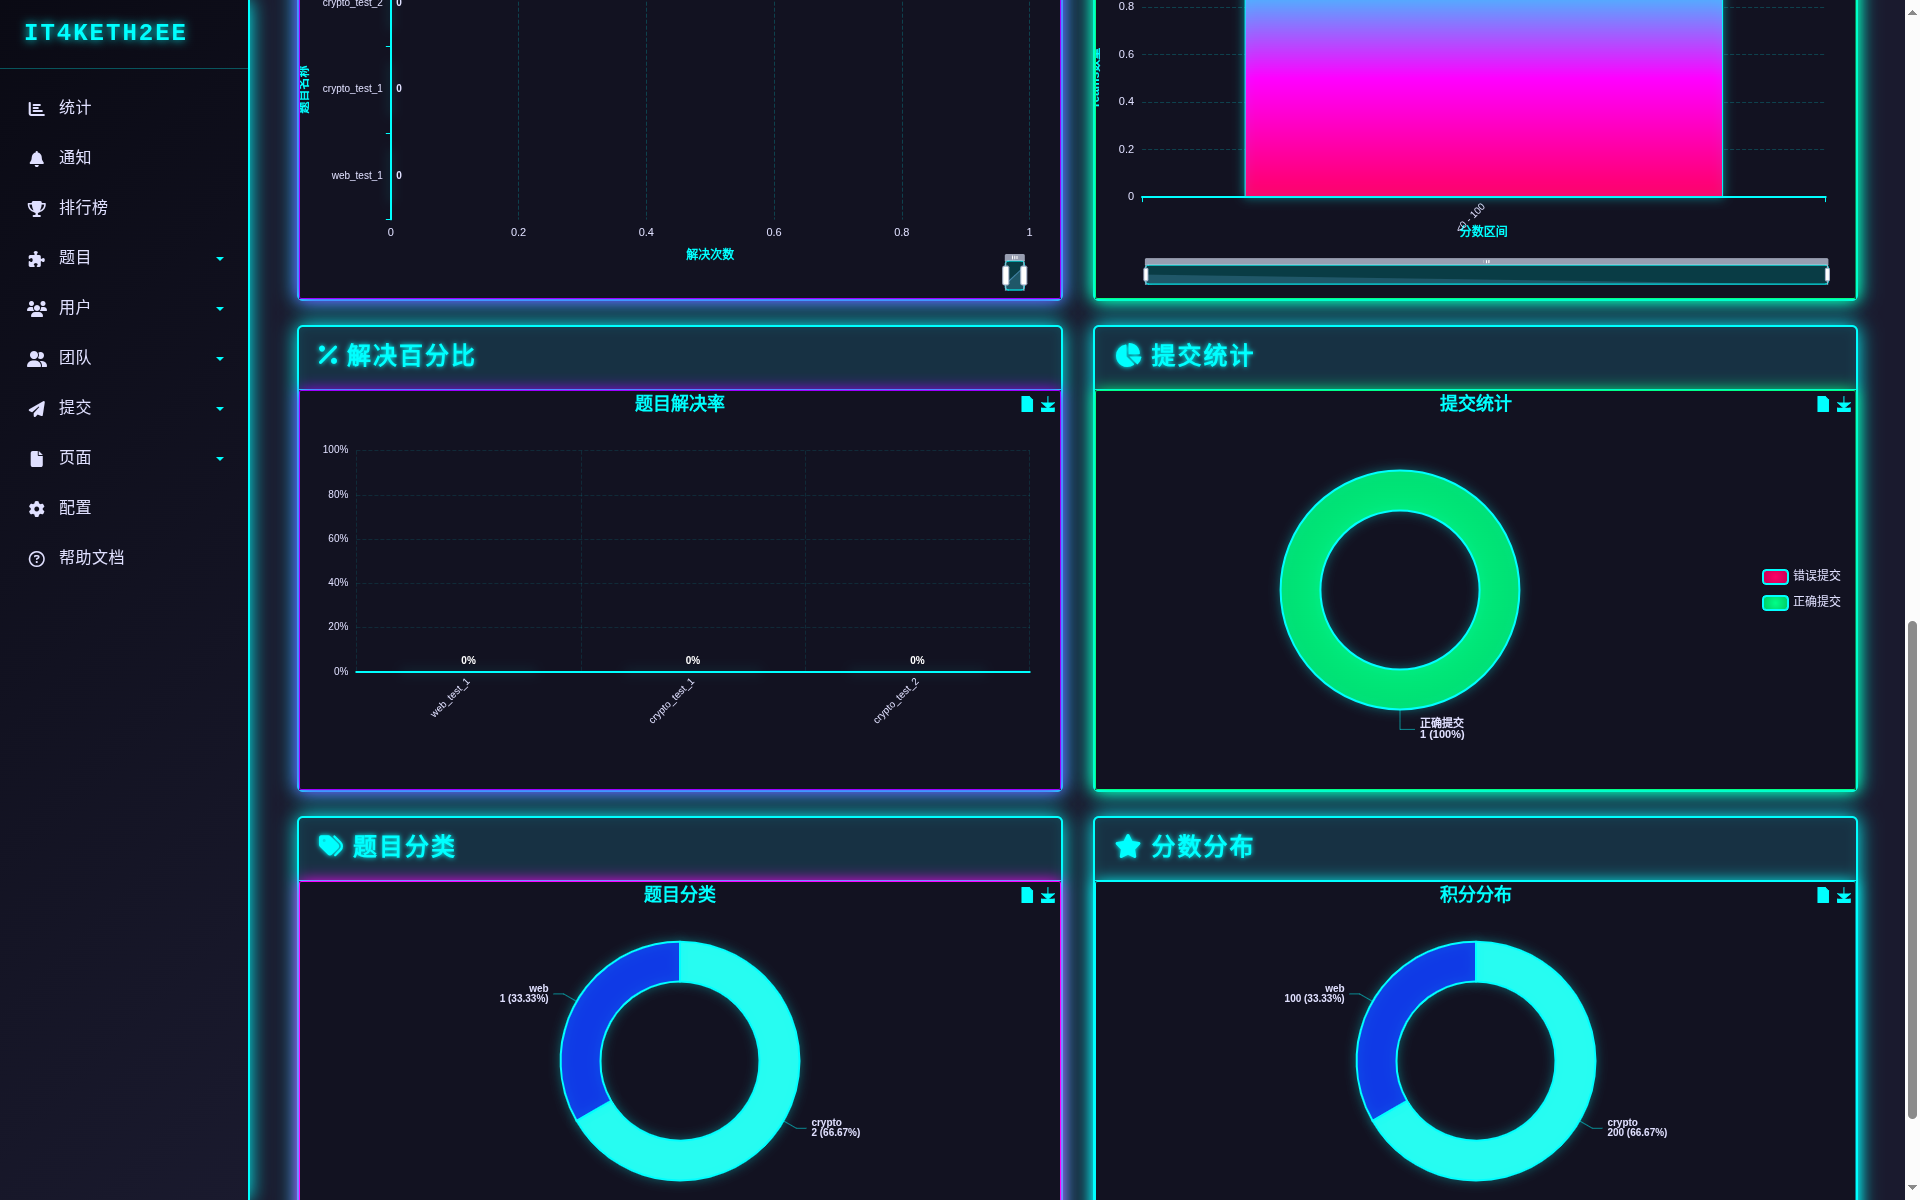 IT4KETH2EE
统计
通知
排行榜
题目
用户
团队
提交
页面
配置
帮助文档
crypto_test_2
0
题目名称
crypto_test_1
0
web_test_1
0
0
0.2
0.4
0.6
0.8
1
解决次数
0.8
0.6
0.4
0.2
0
分数区间
解决百分比
题目解决率
100%
80%
60%
40%
20%
0%
0%
0%
0%
web_test_1
crypto_test_1
crypto_test_2
提交统计
提交统计
错误提交
正确提交
正确提交
1 (100%)
题目分类
题目分类
web
1 (33.33%)
crypto
2 (66.67%)
分数分布
积分分布
web
100 (33.33%)
crypto
200 (66.67%)